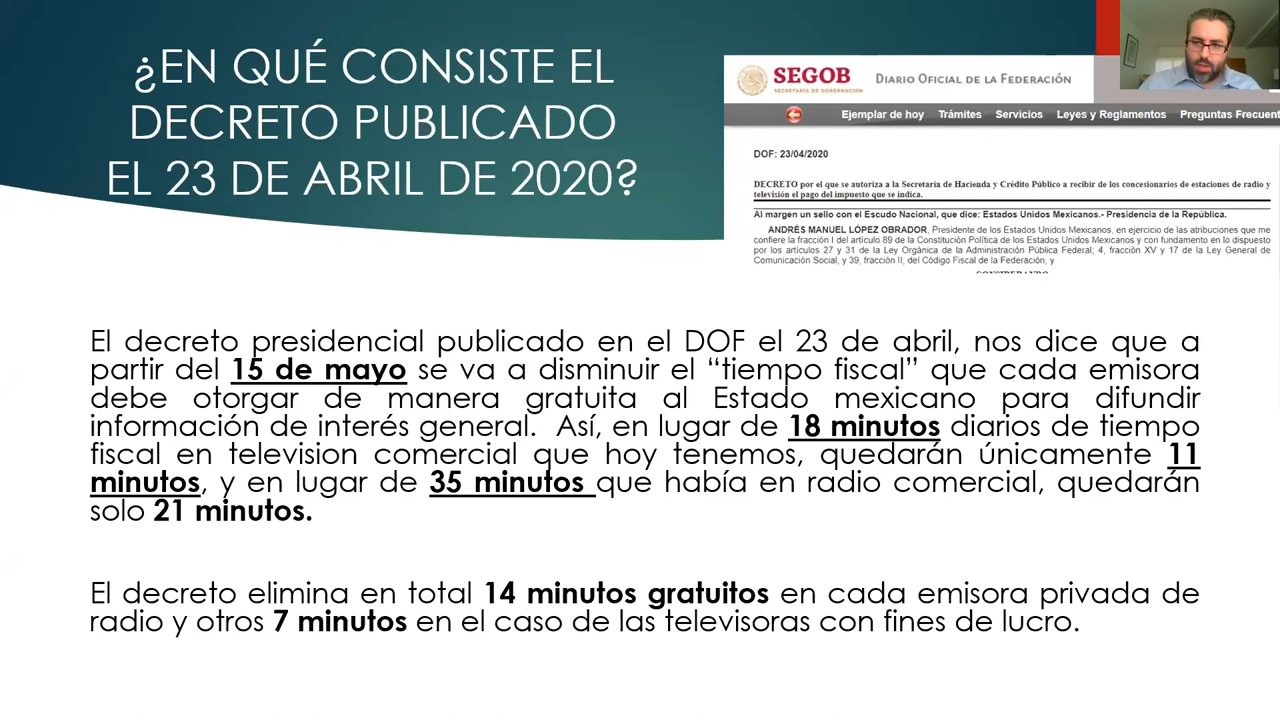 ¿EN QUÉ CONSISTE EL
DECRETO PUBLICADO
EL 23 DE ABRIL DE 2020?
SEGOB
SECRETARÍA DE GOBERNACIÓN
DIARIO OFICIAL DE LA FEDERACIÓN
Ejemplar de hoy Trámites Servicios Leyes y Reglamentos Preguntas Frecuent
DOF: 23/04/2020
DECRETO por el que se autoriza a la Secretaría de Hacienda y Crédito Público a recibir de los concesionarios de estaciones de radio y
televisión el pago del impuesto que se indica.
Al margen un sello con el Escudo Nacional, que dice: Estados Unidos Mexicanos.- Presidencia de la República.
ANDRÉS MANUEL LÓPEZ OBRADOR, Presidente de los Estados Unidos Mexicanos, en ejercicio de las atribuciones que me
confiere la fracción I del artículo 89 de la Constitución Política de los Estados Unidos Mexicanos y con fundamento en lo dispuesto
por los artículos 27 y 31 de la Ley Orgánica de la Administración Pública Federal; 4, fracción XV y 17 de la Ley General de
Comunicación Social, y 39, fracción II, del Código Fiscal de la Federación, y
CONSIDERANDO
El decreto presidencial publicado en el DOF el 23 de abril, nos dice que a
partir del 15 de mayo se va a disminuir el “tiempo fiscal” que cada emisora
debe otorgar de manera gratuita al Estado mexicano para difundir
información de interés general. Así, en lugar de 18 minutos diarios de tiempo
fiscal en television comercial que hoy tenemos, quedarán únicamente 11
minutos, y en lugar de 35 minutos que había en radio comercial, quedarán
solo 21 minutos.
El decreto elimina en total 14 minutos gratuitos en cada emisora privada de
radio y otros 7 minutos en el caso de las televisoras con fines de lucro.